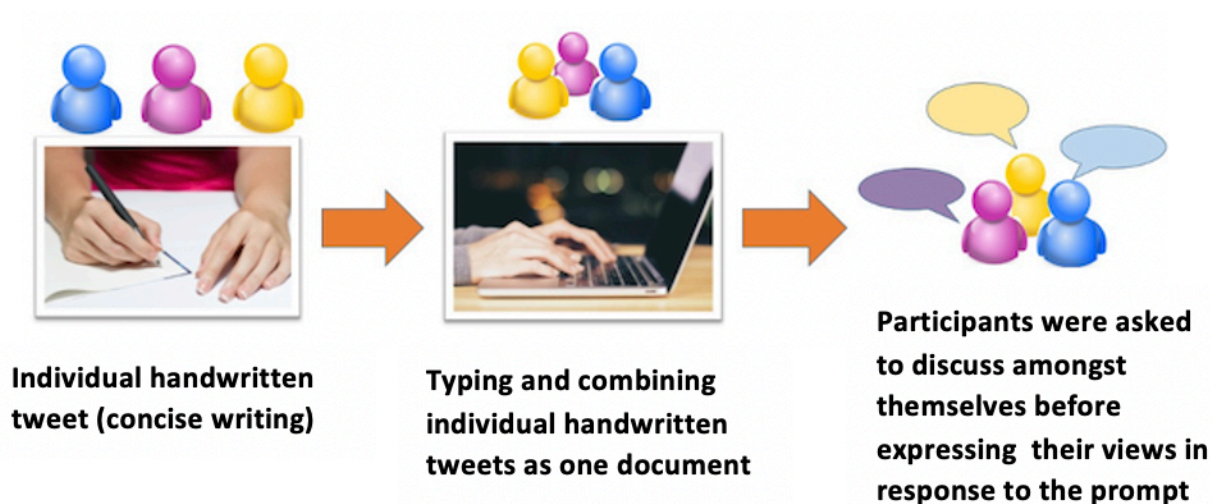 Individual handwritten
tweet (concise writing)
Typing and combining
individual handwritten
tweets as one document
Participants were asked
to discuss amongst
themselves before
expressing  their views in
response to the prompt